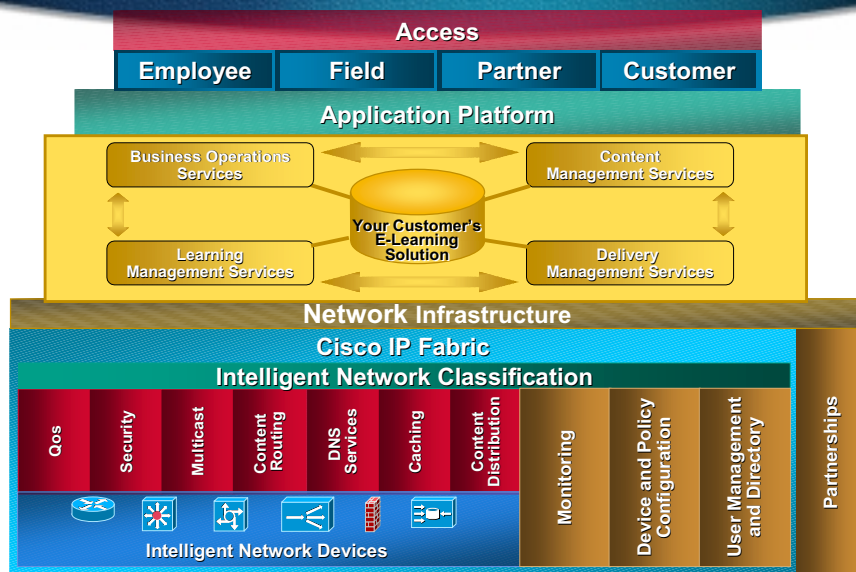 Access
Employee
Field
Partner
Customer
Application Platform
Business Operations
Services
Content
Management Services
Your Customer's
E-Learning
Solution
Learning
Management Services
Delivery
Management Services
Network Infrastructure
Cisco IP Fabric
Intelligent Network Classification
Qos
Security
Multicast
Content
Routing
DNS
Services
Caching
Content
Distribution
Monitoring
Device and Policy
Configuration
User Management
and Directory
Partnerships
Intelligent Network Devices